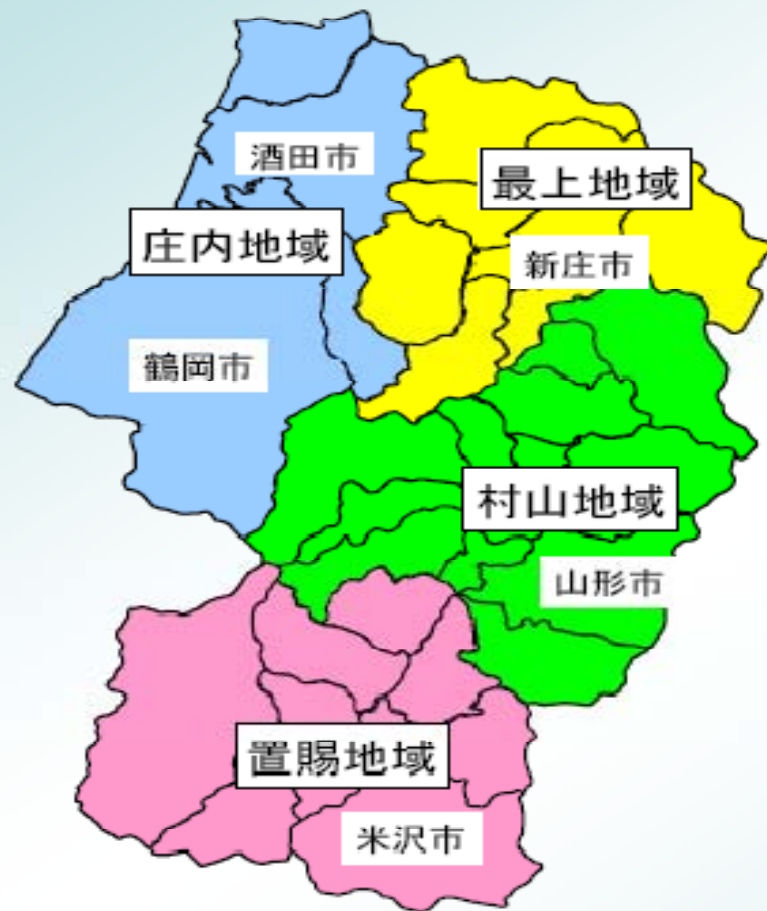 酒田市
最上地域
庄内地域
新庄市
鶴岡市
村山地域
山形市
置賜地域
米沢市